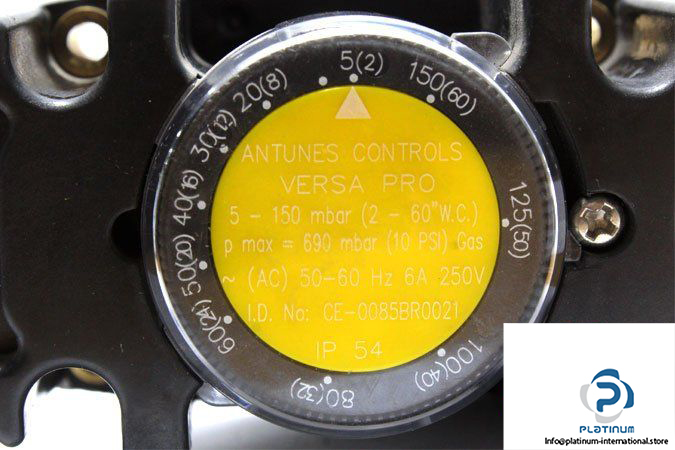 5(2)
150(60)
125(50)
100(40)
80(32)
60(24)
50(20)
40(16)
30(12)
20(8)
ANTUNES CONTROLS
VERSA PRO
5 - 150 mbar (2 - 60"W.C.)
p max = 690 mbar (10 PSI) Gas
~ (AC) 50-60 Hz 6A 250V
I.D. No: CE-0085BR0021
IP 54
PLATINUM
Info@platinum-international.store